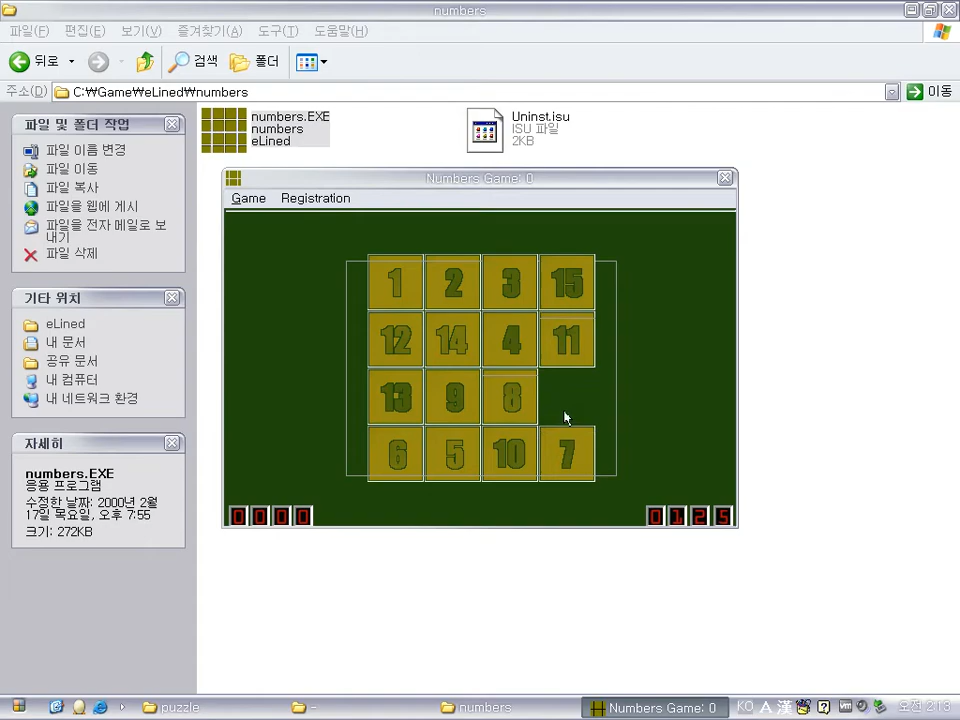 numbers
파일(F) 편집(E) 보기(V) 즐겨찾기(A) 도구(T) 도움말(H)
뒤로 검색 폴더
주소(D) C:₩Game₩eLined₩numbers 이동
파일 및 폴더 작업
파일 이름 변경
파일 이동
파일 복사
파일을 웹에 게시
파일을 전자 메일로 보
내기
파일 삭제
기타 위치
eLined
내 문서
공유 문서
내 컴퓨터
내 네트워크 환경
자세히
numbers.EXE
응용 프로그램
수정한 날짜: 2000년 2월
17일 목요일, 오후 7:55
크기: 272KB
numbers.EXE
numbers
eLined
Uninst.isu
ISU 파일
2KB
Numbers Game: 0
Game Registration
1 2 3 15
12 14 4 11
13 9 8
6 5 10 7
0000 0125
puzzle - numbers Numbers Game: 0 KO A 漢 오전 2:13